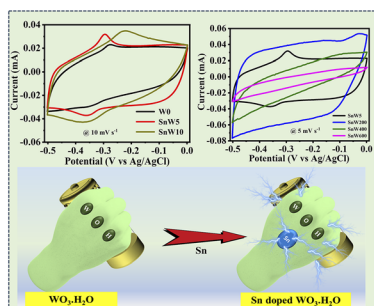 0.04
0.02
0.00
-0.02
-0.04
-0.06
Current (mA)
W0
SnW5
SnW10
@ 10 mV s⁻¹
-0.5 -0.4 -0.3 -0.2 -0.1 0.0
Potential (V vs Ag/AgCl)
0.06
0.04
0.02
0.00
-0.02
-0.04
-0.06
-0.08
Current (mA)
SnW5
SnW200
SnW400
SnW600
@ 5 mV s⁻¹
-0.5 -0.4 -0.3 -0.2 -0.1 0.0
Potential (V vs Ag/AgCl)
Sn
Sn
WO₃.H₂O
Sn doped WO₃.H₂O